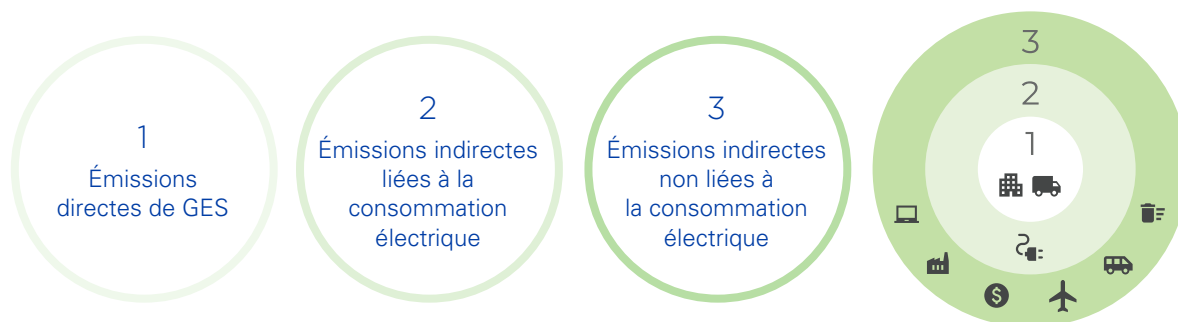 1
Émissions
directes de GES
2
Émissions indirectes
liées à la
consommation
électrique
3
Émissions indirectes
non liées à
la consommation
électrique
3
2
1
$